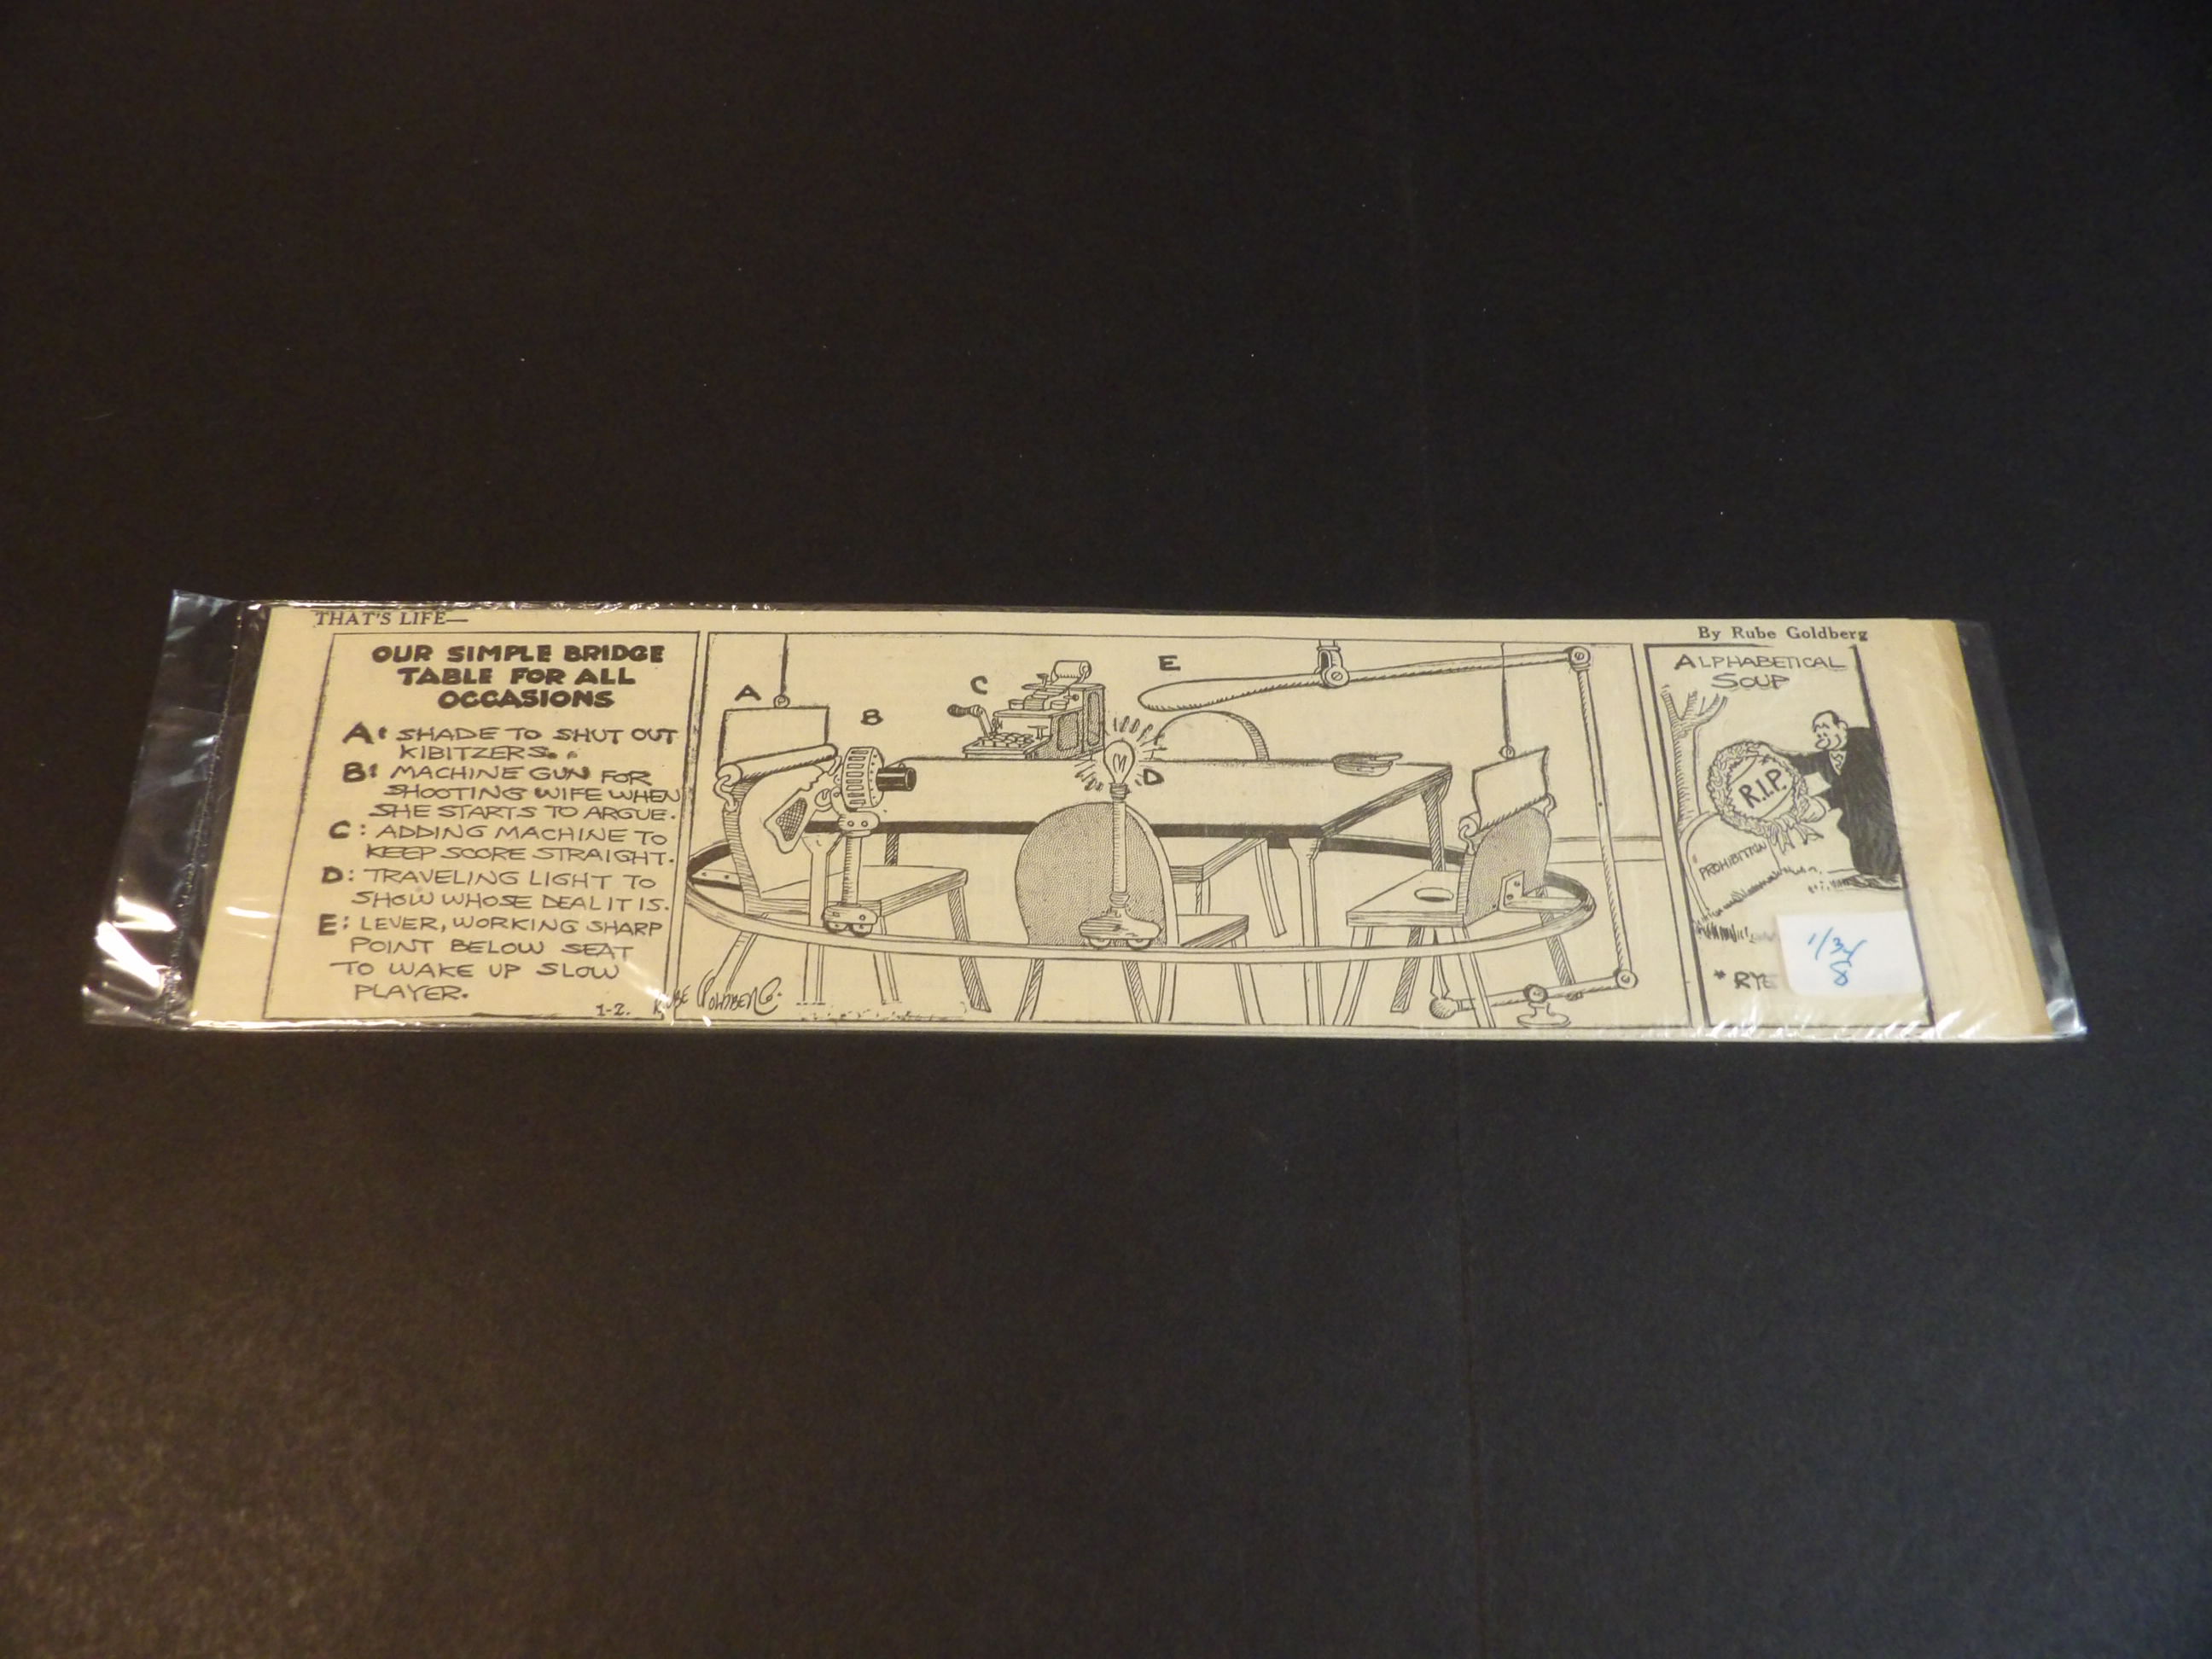 THAT'S LIFE—
By Rube Goldberg
OUR SIMPLE BRIDGE
TABLE FOR ALL
OCCASIONS
A: SHADE TO SHUT OUT
KIBITZERS.
B: MACHINE GUN FOR
SHOOTING WIFE WHEN
SHE STARTS TO ARGUE.
C: ADDING MACHINE TO
KEEP SCORE STRAIGHT.
D: TRAVELING LIGHT TO
SHOW WHOSE DEAL IT IS.
E: LEVER, WORKING SHARP
POINT BELOW SEAT
TO WAKE UP SLOW
PLAYER.
1-2.
RUBE GOLDBERG.
A
B
C
D
E
ALPHABETICAL
SOUP
R.I.P.
PROHIBITION
* RYE